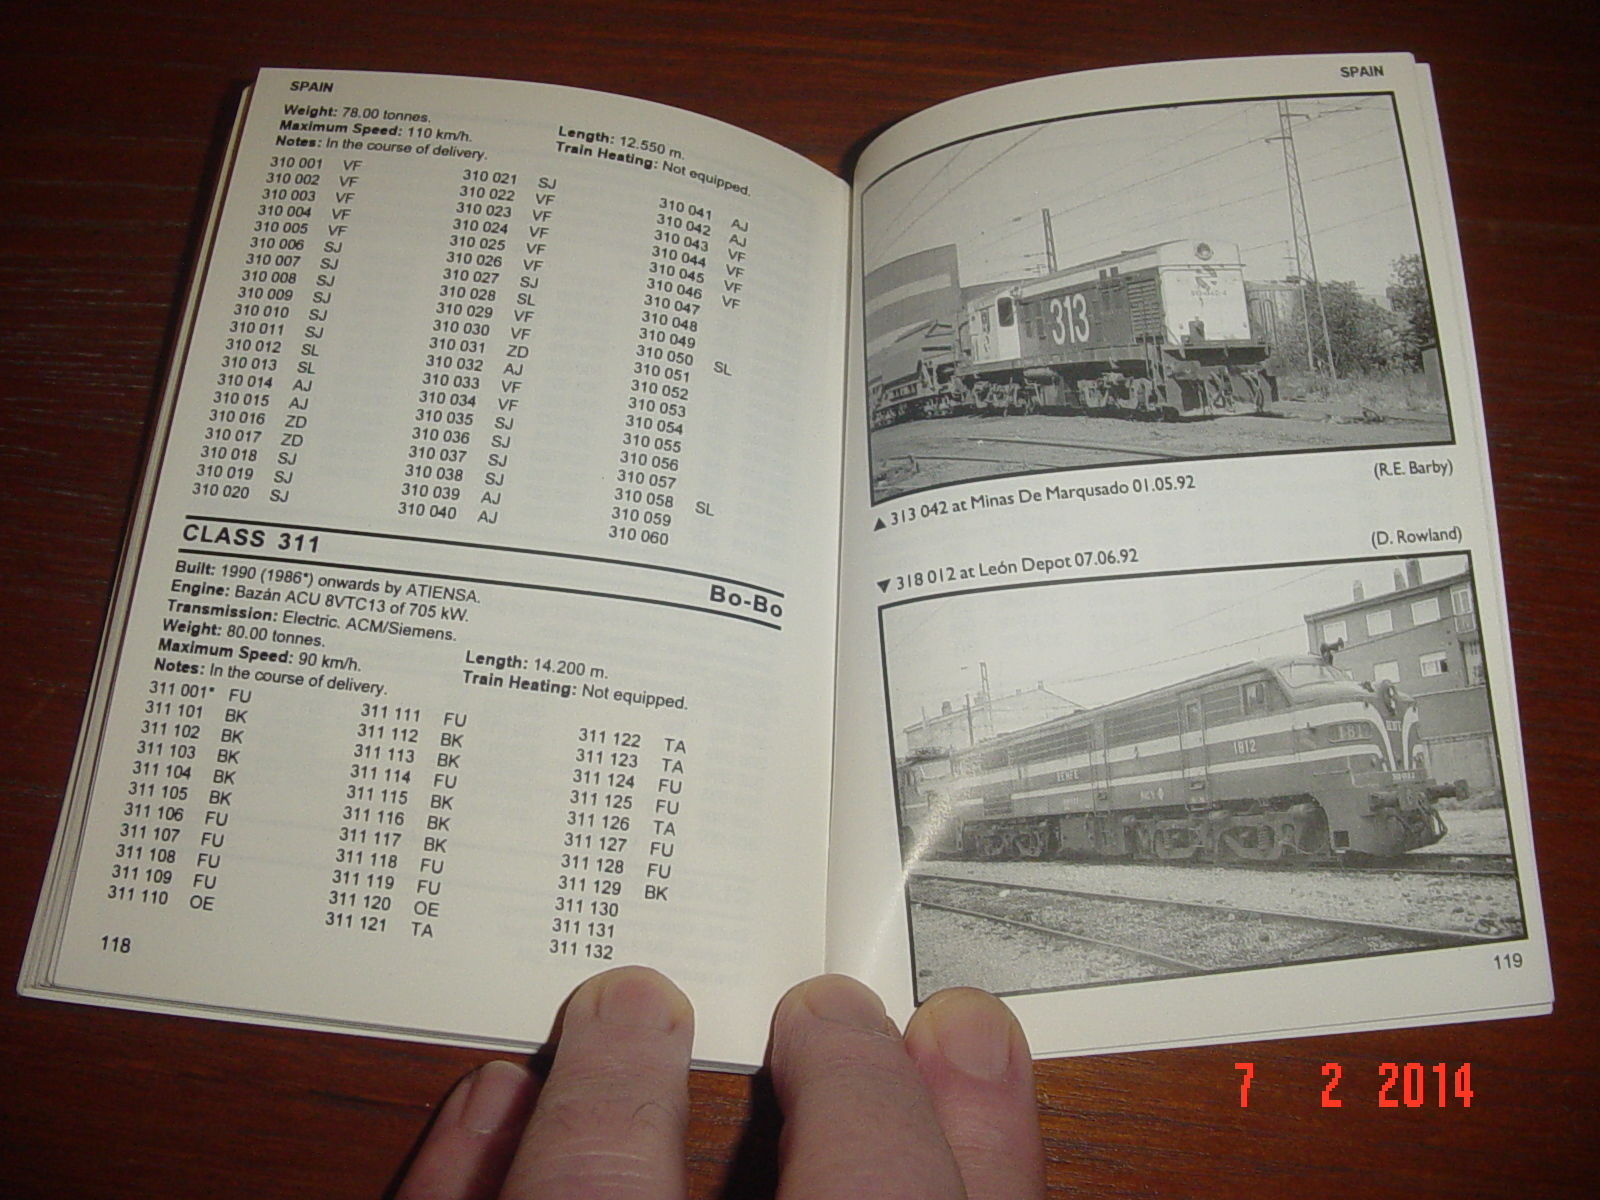 SPAIN
Weight: 78.00 tonnes.
Maximum Speed: 110 km/h.
Notes: In the course of delivery.
Length: 12.550 m.
Train Heating: Not equipped.
310 001 VF
310 002 VF
310 003 VF
310 004 VF
310 005 VF
310 006 SJ
310 007 SJ
310 008 SJ
310 009 SJ
310 010 SJ
310 011 SJ
310 012 SL
310 013 SL
310 014 AJ
310 015 AJ
310 016 ZD
310 017 ZD
310 018 SJ
310 019 SJ
310 020 SJ
310 021 SJ
310 022 VF
310 023 VF
310 024 VF
310 025 VF
310 026 VF
310 027 SJ
310 028 SL
310 029 VF
310 030 VF
310 031 ZD
310 032 AJ
310 033 VF
310 034 VF
310 035 SJ
310 036 SJ
310 037 SJ
310 038 SJ
310 039 AJ
310 040 AJ
310 041 AJ
310 042 AJ
310 043 VF
310 044 VF
310 045 VF
310 046 VF
310 047
310 048
310 049
310 050 SL
310 051
310 052
310 053
310 054
310 055
310 056
310 057
310 058 SL
310 059
310 060
CLASS 311 Bo-Bo
Built: 1990 (1986*) onwards by ATIENSA.
Engine: Bazán ACU 8VTC13 of 705 kW.
Transmission: Electric. ACM/Siemens.
Weight: 80.00 tonnes.
Maximum Speed: 90 km/h.
Notes: In the course of delivery.
Length: 14.200 m.
Train Heating: Not equipped.
311 001* FU
311 101 BK
311 102 BK
311 103 BK
311 104 BK
311 105 BK
311 106 FU
311 107 FU
311 108 FU
311 109 FU
311 110 OE
311 111 FU
311 112 BK
311 113 BK
311 114 FU
311 115 BK
311 116 BK
311 117 BK
311 118 FU
311 119 FU
311 120 OE
311 121 TA
311 122 TA
311 123 TA
311 124 FU
311 125 FU
311 126 TA
311 127 FU
311 128 FU
311 129 BK
311 130
311 131
311 132
118
SPAIN
313
▲ 313 042 at Minas De Marqusado 01.05.92 (R.E. Barby)
▼ 318 012 at León Depot 07.06.92 (D. Rowland)
1812
RENFE
119
7 2 2014